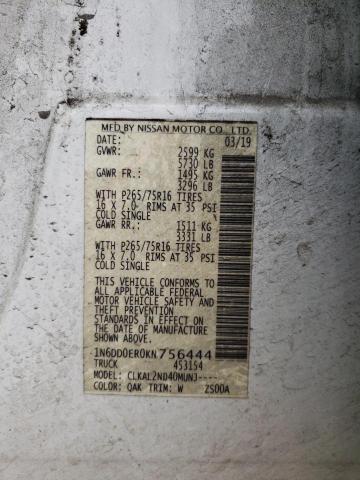 MFD BY NISSAN MOTOR CO., LTD.
DATE: 03/19
GVWR: 2599 KG
5730 LB
GAWR FR: 1495 KG
3296 LB
WITH P265/75R16 TIRES
16 X 7.0 RIMS AT 35 PSI
COLD SINGLE
GAWR RR: 1511 KG
3331 LB
WITH P265/75R16 TIRES
16 X 7.0 RIMS AT 35 PSI
COLD SINGLE
THIS VEHICLE CONFORMS TO ALL
APPLICABLE FEDERAL MOTOR
VEHICLE SAFETY AND
THEFT PREVENTION
STANDARDS IN EFFECT ON
THE DATE OF MANUFACTURE
SHOWN ABOVE.
1N6DD0ER0KN756444
TRUCK 453154
MODEL: CLKAL2ND40MUNJ----
COLOR: QAK TRIM: W 2S00A